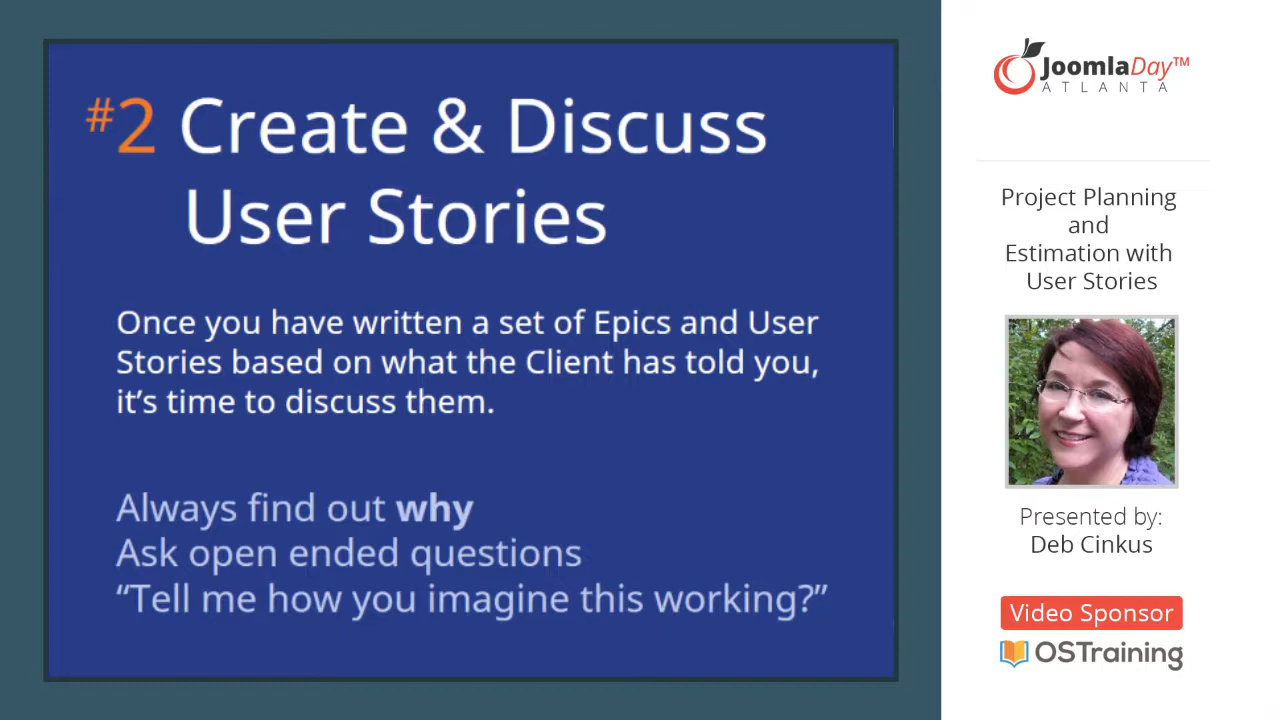 #2 Create & Discuss
User Stories
Once you have written a set of Epics and User
Stories based on what the Client has told you,
it's time to discuss them.
Always find out why
Ask open ended questions
“Tell me how you imagine this working?”
JoomlaDay™
ATLANTA
Project Planning
and
Estimation with
User Stories
Presented by:
Deb Cinkus
Video Sponsor
OSTraining